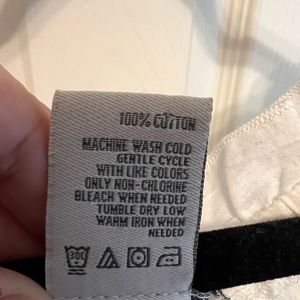 100% COTTON
MACHINE WASH COLD
GENTLE CYCLE
WITH LIKE COLORS
ONLY NON-CHLORINE
BLEACH WHEN NEEDED
TUMBLE DRY LOW
WARM IRON WHEN
NEEDED
30C